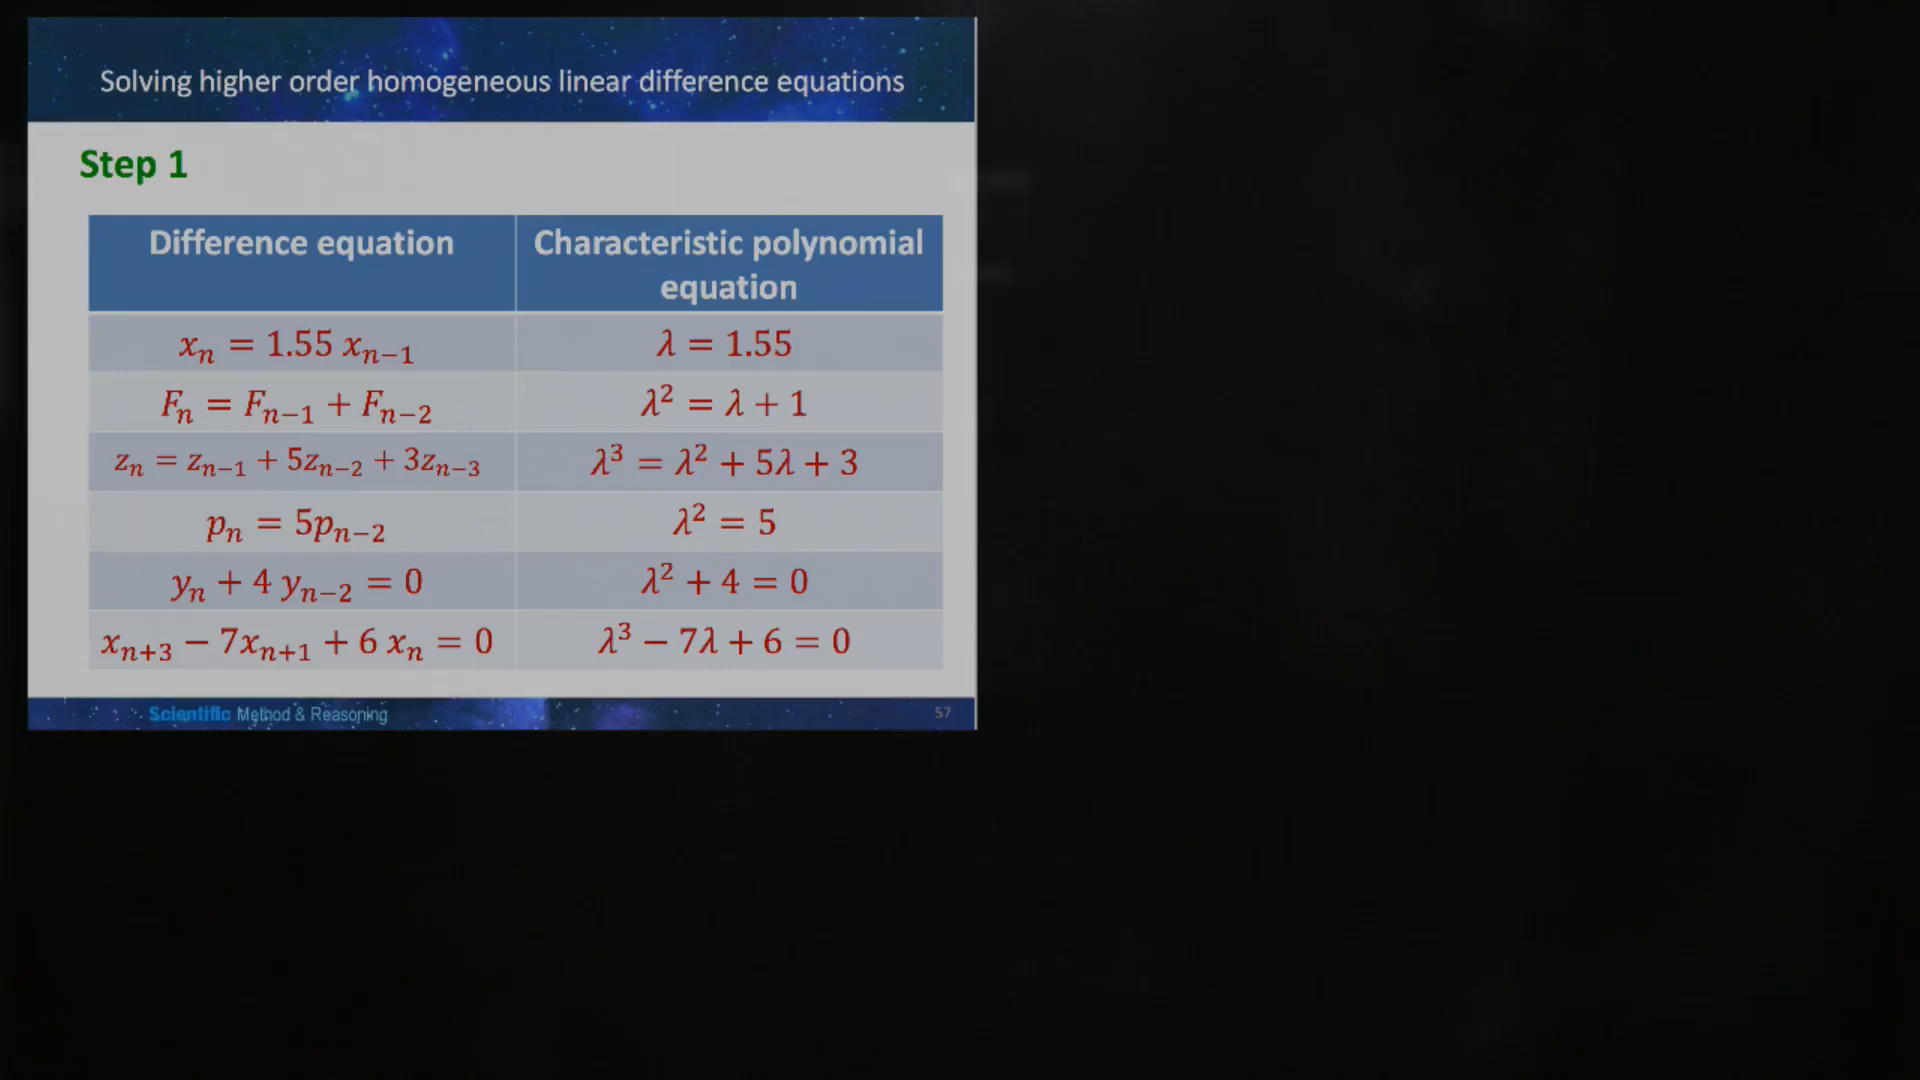 Solving higher order homogeneous linear difference equations
Step 1
Difference equation
Characteristic polynomial
equation
xₙ = 1.55 xₙ₋₁
λ = 1.55
Fₙ = Fₙ₋₁ + Fₙ₋₂
λ² = λ + 1
zₙ = zₙ₋₁ + 5zₙ₋₂ + 3zₙ₋₃
λ³ = λ² + 5λ + 3
pₙ = 5pₙ₋₂
λ² = 5
yₙ + 4 yₙ₋₂ = 0
λ² + 4 = 0
xₙ₊₃ − 7xₙ₊₁ + 6 xₙ = 0
λ³ − 7λ + 6 = 0
Scientific Method & Reasoning
57